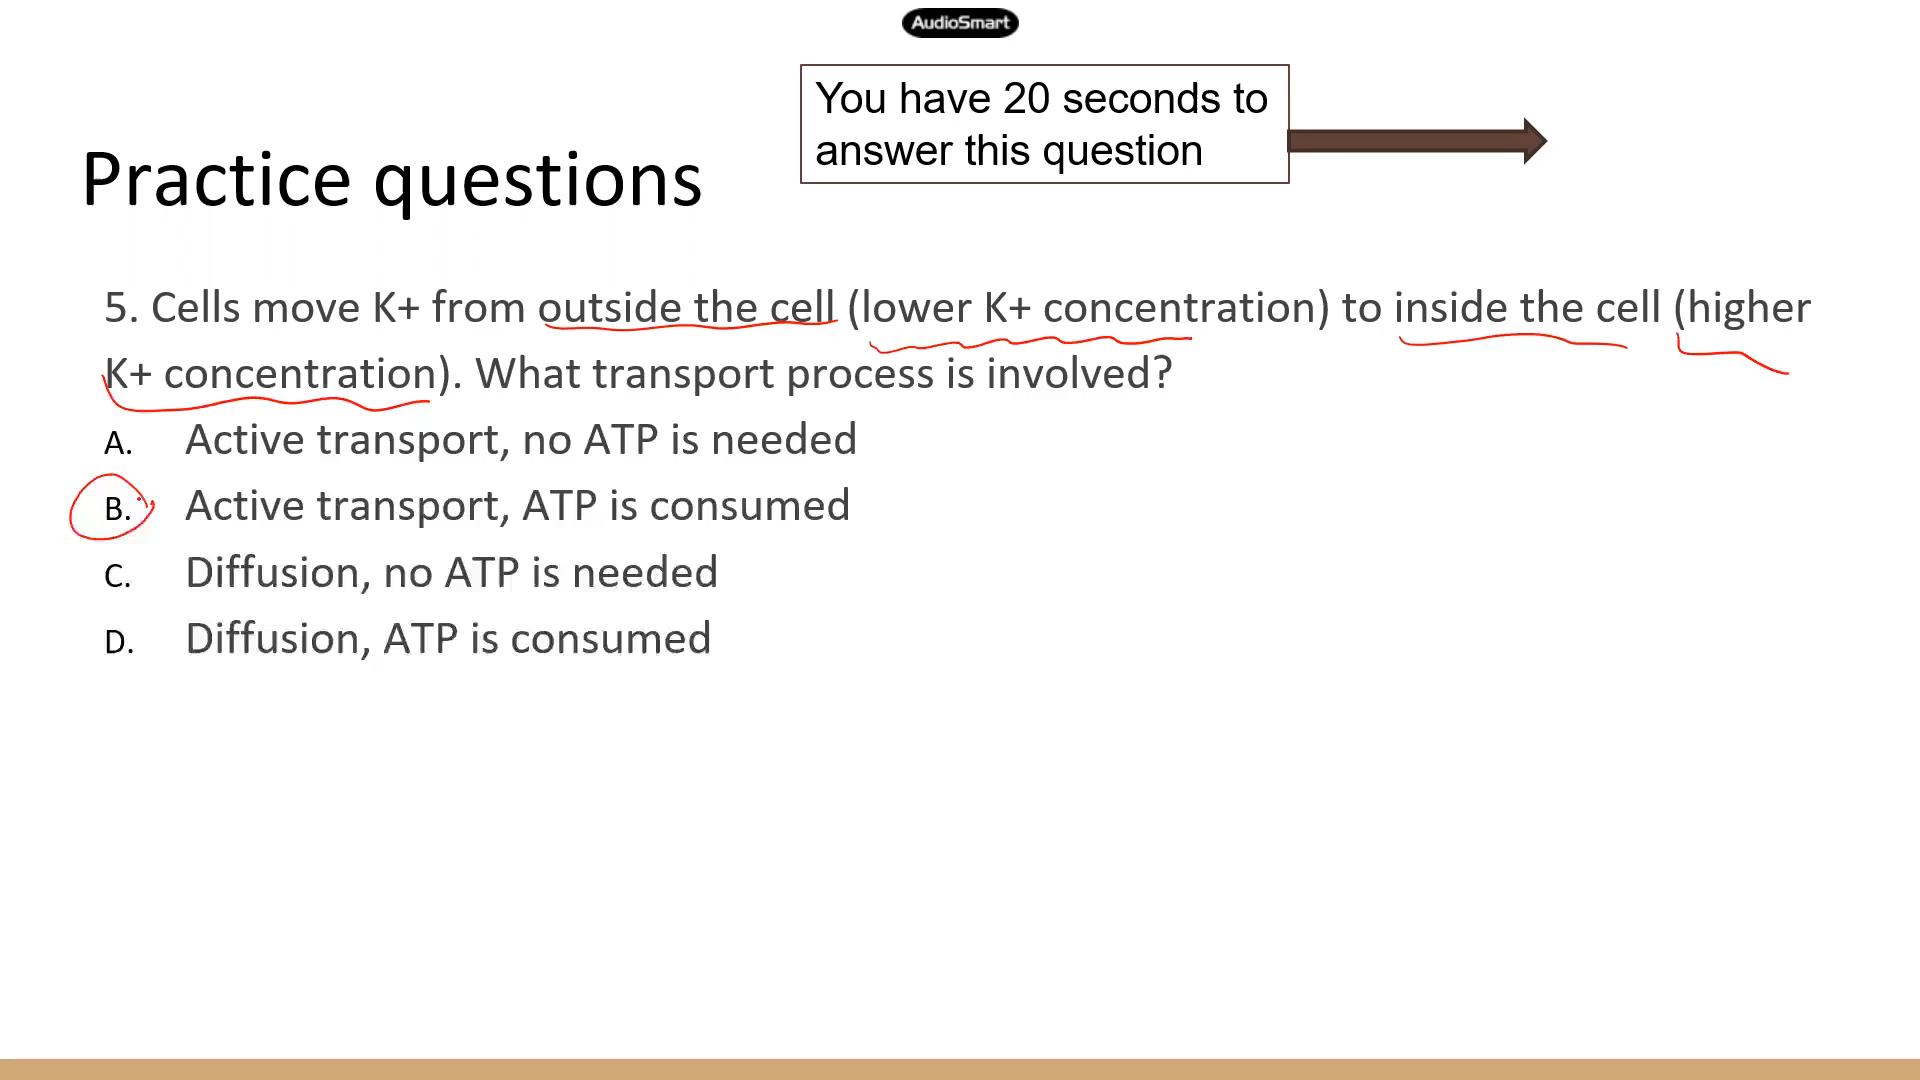 AudioSmart
You have 20 seconds to
answer this question
Practice questions
5. Cells move K+ from outside the cell (lower K+ concentration) to inside the cell (higher
K+ concentration). What transport process is involved?
A. Active transport, no ATP is needed
B. Active transport, ATP is consumed
C. Diffusion, no ATP is needed
D. Diffusion, ATP is consumed